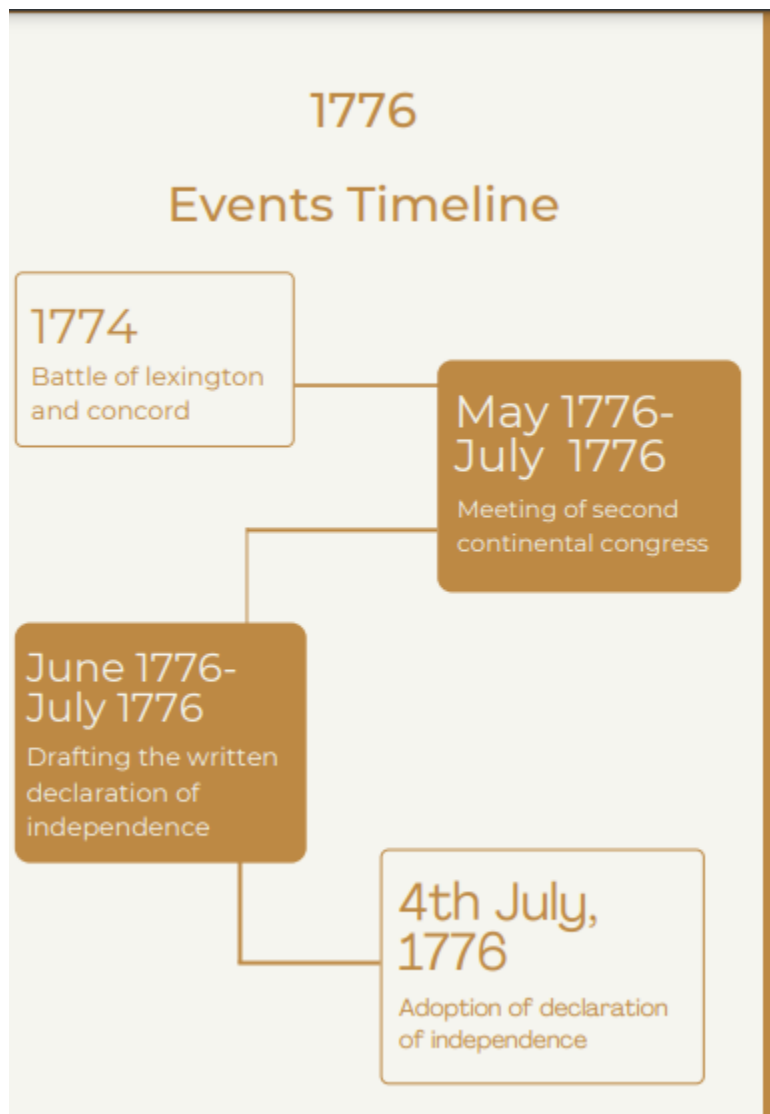 1776
Events Timeline
1774
Battle of lexington
and concord
May 1776-
July  1776
Meeting of second
continental congress
June 1776-
July 1776
Drafting the written
declaration of
independence
4th July,
1776
Adoption of declaration
of independence